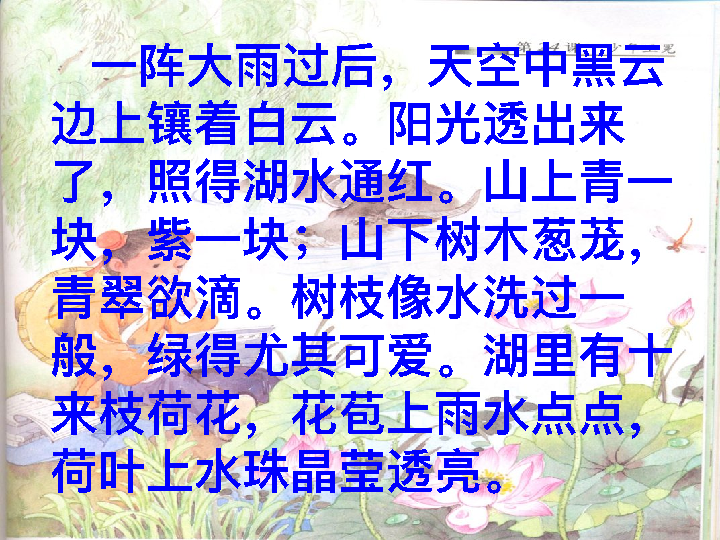 一阵大雨过后，天空中黑云
边上镶着白云。阳光透出来
了，照得湖水通红。山上青一
块，紫一块；山下树木葱茏，
青翠欲滴。树枝像水洗过一
般，绿得尤其可爱。湖里有十
来枝荷花，花苞上雨水点点，
荷叶上水珠晶莹透亮。